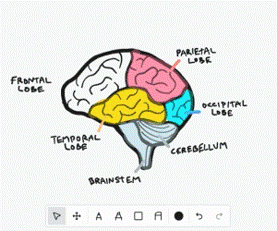 PARIETAL
LOBE
FRONTAL
LOBE
OCCIPITAL
LOBE
TEMPORAL
LOBE
CEREBELLUM
BRAINSTEM
A A A